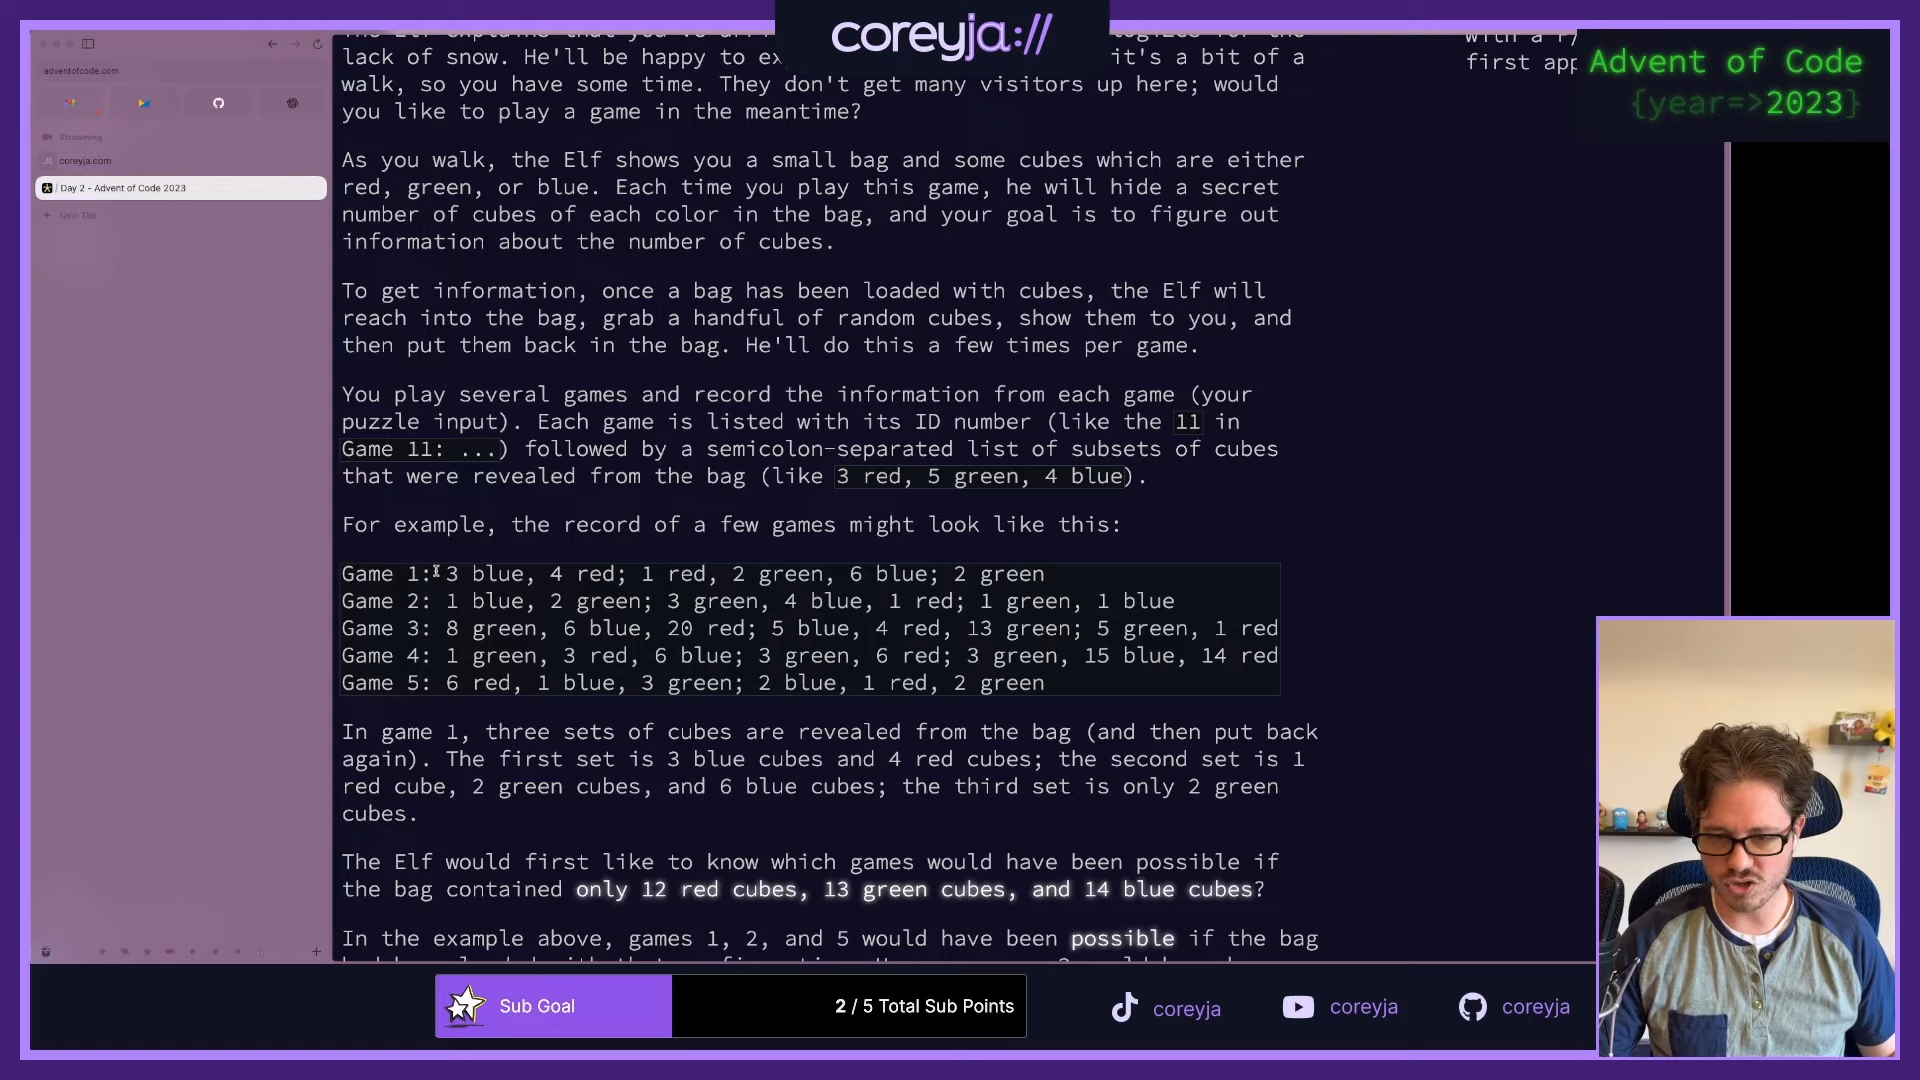 coreyja://
adventofcode.com
Streaming
coreyja.com
Day 2 - Advent of Code 2023
New Tab
lack of snow. He'll be happy to ex
it's a bit of a
walk, so you have some time. They don't get many visitors up here; would
you like to play a game in the meantime?
As you walk, the Elf shows you a small bag and some cubes which are either
red, green, or blue. Each time you play this game, he will hide a secret
number of cubes of each color in the bag, and your goal is to figure out
information about the number of cubes.
To get information, once a bag has been loaded with cubes, the Elf will
reach into the bag, grab a handful of random cubes, show them to you, and
then put them back in the bag. He'll do this a few times per game.
You play several games and record the information from each game (your
puzzle input). Each game is listed with its ID number (like the 11 in
Game 11: ...) followed by a semicolon-separated list of subsets of cubes
that were revealed from the bag (like 3 red, 5 green, 4 blue).
For example, the record of a few games might look like this:
Game 1: 3 blue, 4 red; 1 red, 2 green, 6 blue; 2 green
Game 2: 1 blue, 2 green; 3 green, 4 blue, 1 red; 1 green, 1 blue
Game 3: 8 green, 6 blue, 20 red; 5 blue, 4 red, 13 green; 5 green, 1 red
Game 4: 1 green, 3 red, 6 blue; 3 green, 6 red; 3 green, 15 blue, 14 red
Game 5: 6 red, 1 blue, 3 green; 2 blue, 1 red, 2 green
In game 1, three sets of cubes are revealed from the bag (and then put back
again). The first set is 3 blue cubes and 4 red cubes; the second set is 1
red cube, 2 green cubes, and 6 blue cubes; the third set is only 2 green
cubes.
The Elf would first like to know which games would have been possible if
the bag contained only 12 red cubes, 13 green cubes, and 14 blue cubes?
In the example above, games 1, 2, and 5 would have been possible if the bag
first app
Advent of Code
{year=>2023}
Sub Goal
2 / 5 Total Sub Points
coreyja
coreyja
coreyja